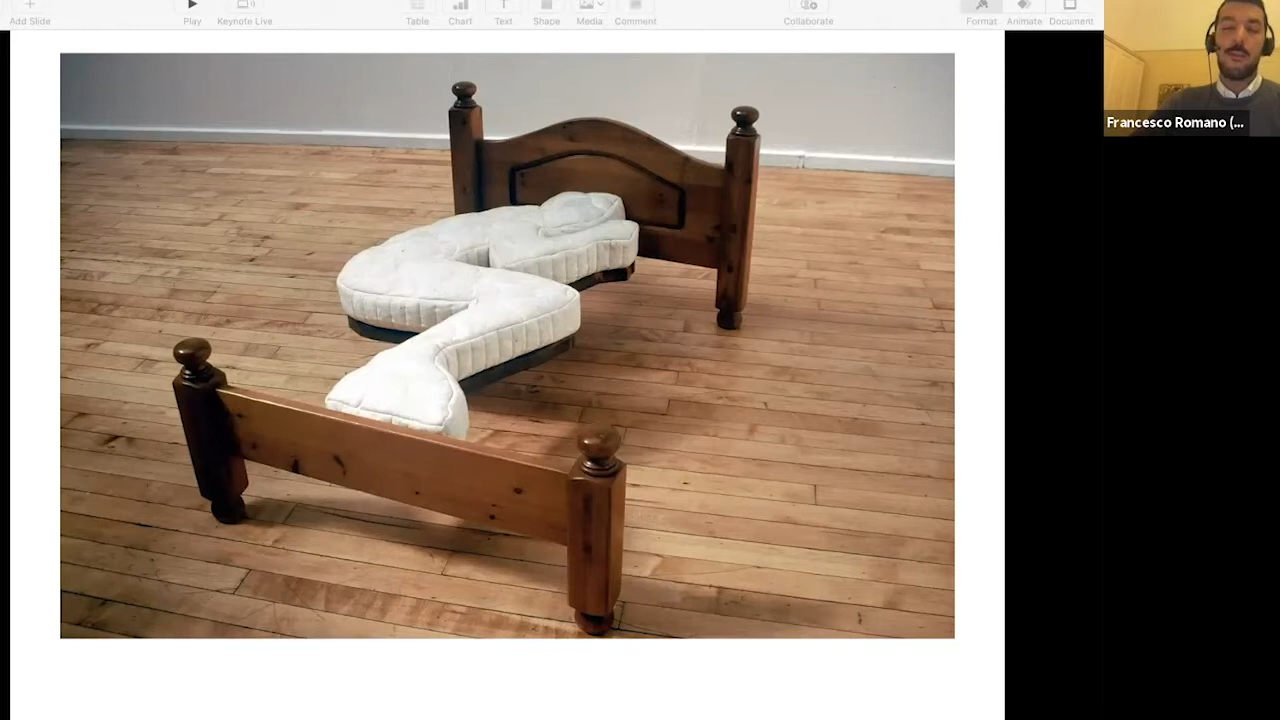 Add Slide
Play
Keynote Live
Table
Chart
Text
Shape
Media
Comment
Collaborate
Format
Animate
Document
Francesco Romano (...